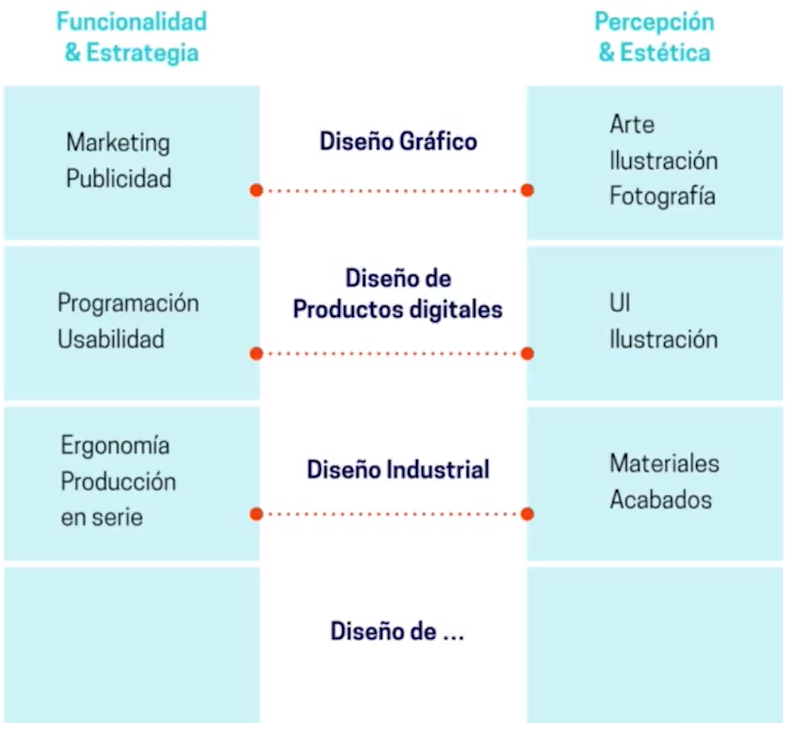 Funcionalidad
& Estrategia
Percepción
& Estética
Marketing
Publicidad
Diseño Gráfico
Arte
Ilustración
Fotografía
Programación
Usabilidad
Diseño de
Productos digitales
UI
Ilustración
Ergonomía
Producción
en serie
Diseño Industrial
Materiales
Acabados
Diseño de ...